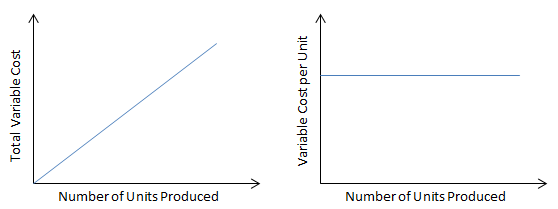 Total Variable Cost
Number of Units Produced
Variable Cost per Unit
Number of Units Produced